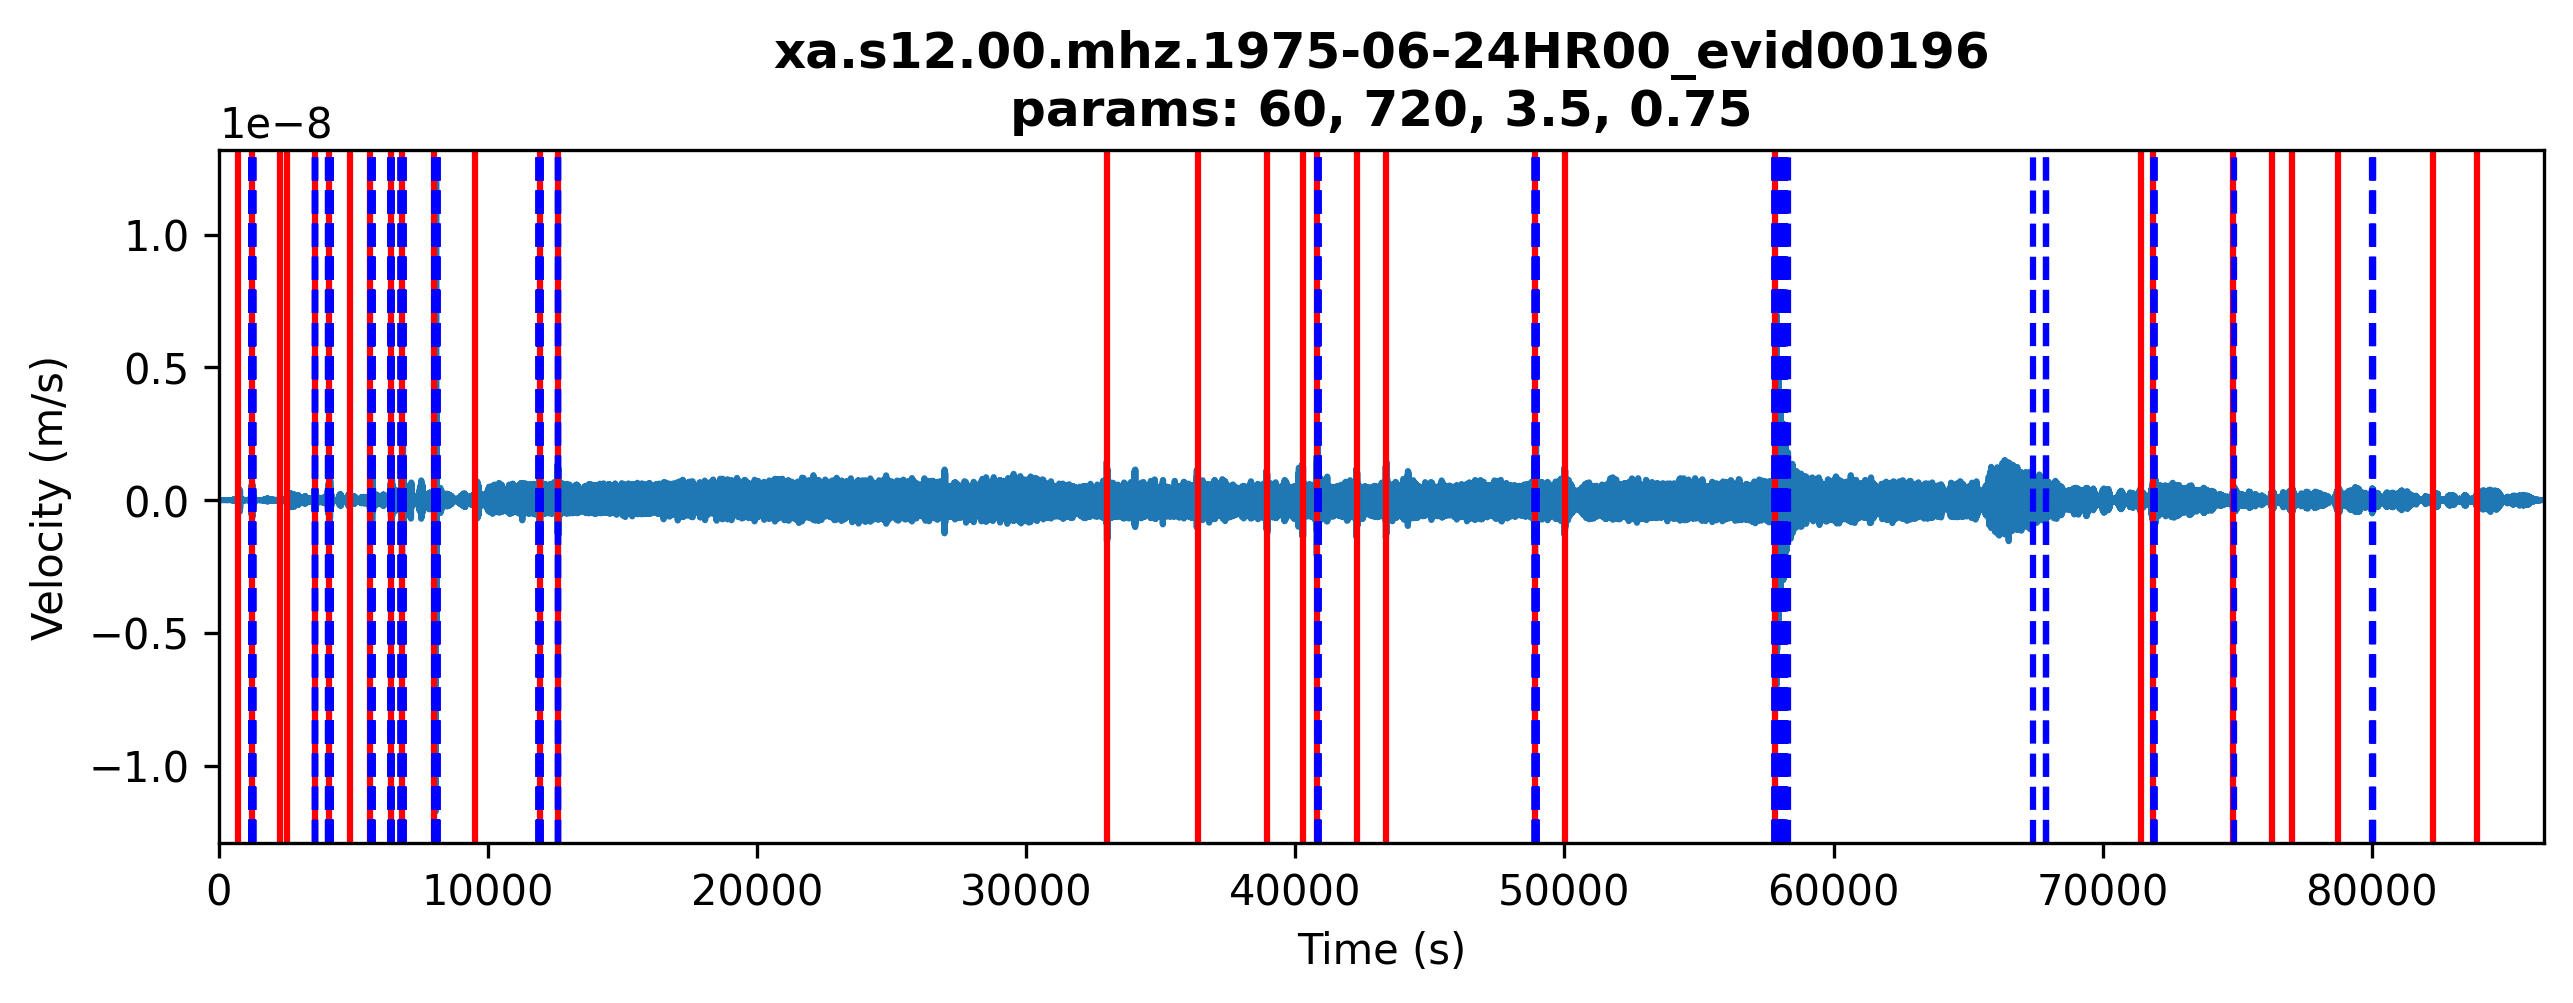 xa.s12.00.mhz.1975-06-24HR00_evid00196
params: 60, 720, 3.5, 0.75
1e−8
1.0
0.5
0.0
−0.5
−1.0
Velocity (m/s)
0 10000 20000 30000 40000 50000 60000 70000 80000
Time (s)